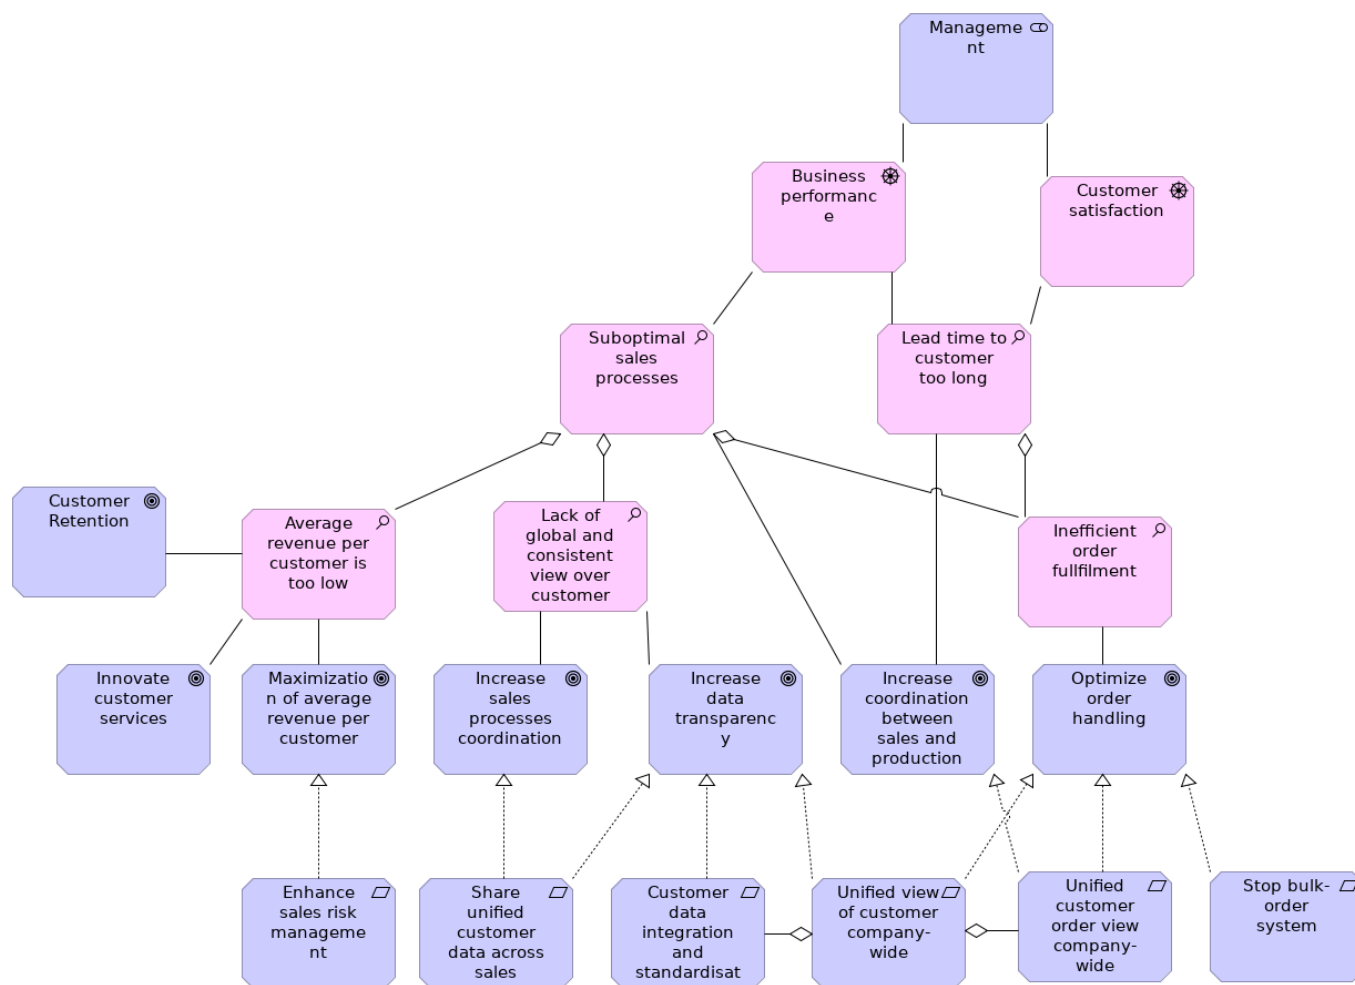 Manageme
nt
Business
performanc
e
Customer
satisfaction
Suboptimal
sales
processes
Lead time to
customer
too long
Customer
Retention
Average
revenue per
customer is
too low
Lack of
global and
consistent
view over
customer
Inefficient
order
fullfilment
Innovate
customer
services
Maximizatio
n of average
revenue per
customer
Increase
sales
processes
coordination
Increase
data
transparenc
y
Increase
coordination
between
sales and
production
Optimize
order
handling
Enhance
sales risk
manageme
nt
Share
unified
customer
data across
sales
Customer
data
integration
and
standardisat
Unified view
of customer
company-
wide
Unified
customer
order view
company-
wide
Stop bulk-
order
system